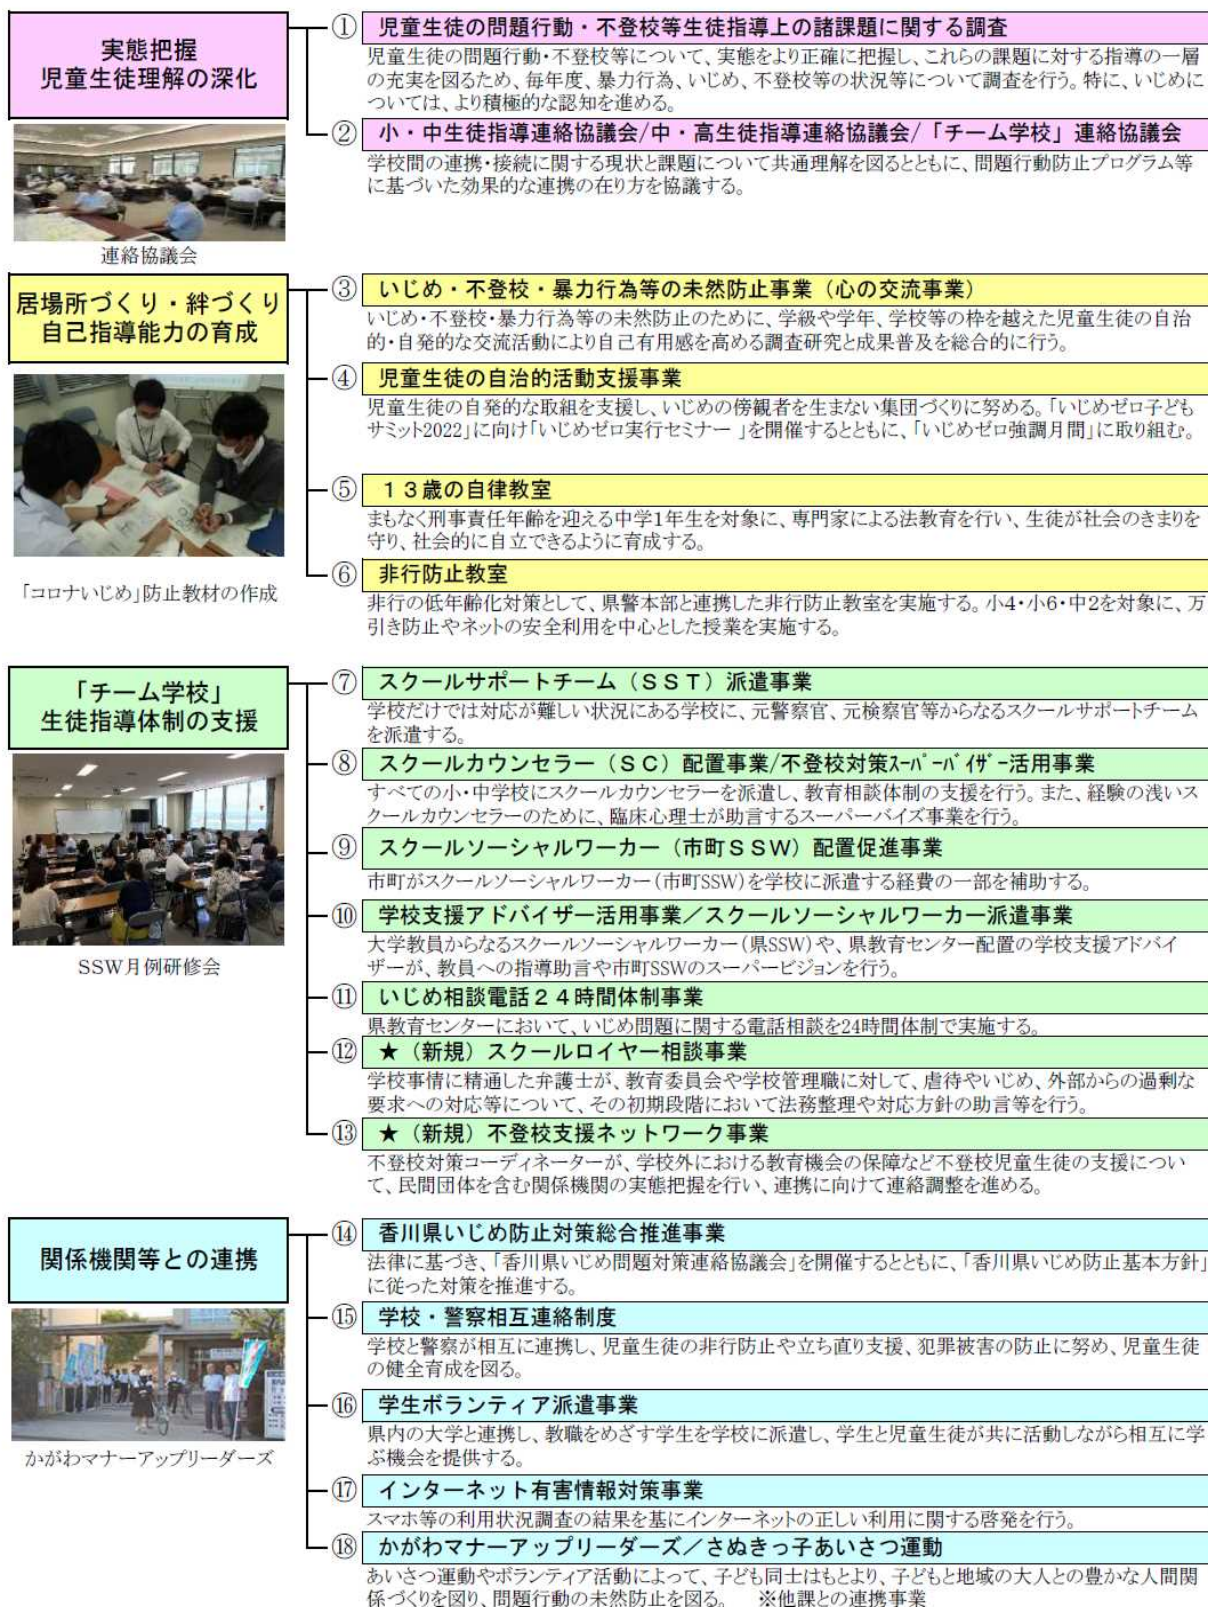 実態把握
児童生徒理解の深化
① 児童生徒の問題行動・不登校等生徒指導上の諸課題に関する調査
児童生徒の問題行動・不登校等について、実態をより正確に把握し、これらの課題に対する指導の一層
の充実を図るため、毎年度、暴力行為、いじめ、不登校等の状況等について調査を行う。特に、いじめに
ついては、より積極的な認知を進める。
② 小・中生徒指導連絡協議会/中・高生徒指導連絡協議会/「チーム学校」連絡協議会
学校間の連携・接続に関する現状と課題について共通理解を図るとともに、問題行動防止プログラム等
に基づいた効果的な連携の在り方を協議する。
連絡協議会
居場所づくり・絆づくり
自己指導能力の育成
③ いじめ・不登校・暴力行為等の未然防止事業（心の交流事業）
いじめ・不登校・暴力行為等の未然防止のために、学級や学年、学校等の枠を越えた児童生徒の自治
的・自発的な交流活動により自己有用感を高める調査研究と成果普及を総合的に行う。
④ 児童生徒の自治的活動支援事業
児童生徒の自発的な取組を支援し、いじめの傍観者を生まない集団づくりに努める。「いじめゼロ子ども
サミット2022」に向け「いじめゼロ実行セミナー 」を開催するとともに、「いじめゼロ強調月間」に取り組む。
⑤ １３歳の自律教室
まもなく刑事責任年齢を迎える中学1年生を対象に、専門家による法教育を行い、生徒が社会のきまりを
守り、社会的に自立できるように育成する。
「コロナいじめ」防止教材の作成
⑥ 非行防止教室
非行の低年齢化対策として、県警本部と連携した非行防止教室を実施する。小4・小6・中2を対象に、万
引き防止やネットの安全利用を中心とした授業を実施する。
「チーム学校」
生徒指導体制の支援
⑦ スクールサポートチーム（ＳＳＴ）派遣事業
学校だけでは対応が難しい状況にある学校に、元警察官、元検察官等からなるスクールサポートチーム
を派遣する。
⑧ スクールカウンセラー（ＳＣ）配置事業/不登校対策ｽｰﾊﾟｰﾊﾞｲｻﾞｰ活用事業
すべての小・中学校にスクールカウンセラーを派遣し、教育相談体制の支援を行う。また、経験の浅いス
クールカウンセラーのために、臨床心理士が助言するスーパーバイズ事業を行う。
⑨ スクールソーシャルワーカー（市町ＳＳＷ）配置促進事業
市町がスクールソーシャルワーカー（市町SSW）を学校に派遣する経費の一部を補助する。
⑩ 学校支援アドバイザー活用事業／スクールソーシャルワーカー派遣事業
大学教員からなるスクールソーシャルワーカー（県SSW）や、県教育センター配置の学校支援アドバイ
ザーが、教員への指導助言や市町SSWのスーパービジョンを行う。
SSW月例研修会
⑪ いじめ相談電話２４時間体制事業
県教育センターにおいて、いじめ問題に関する電話相談を24時間体制で実施する。
⑫ ★（新規）スクールロイヤー相談事業
学校事情に精通した弁護士が、教育委員会や学校管理職に対して、虐待やいじめ、外部からの過剰な
要求への対応等について、その初期段階において法務整理や対応方針の助言等を行う。
⑬ ★（新規）不登校支援ネットワーク事業
不登校対策コーディネーターが、学校外における教育機会の保障など不登校児童生徒の支援につい
て、民間団体を含む関係機関の実態把握を行い、連携に向けて連絡調整を進める。
関係機関等との連携
⑭ 香川県いじめ防止対策総合推進事業
法律に基づき、「香川県いじめ問題対策連絡協議会」を開催するとともに、「香川県いじめ防止基本方針」
に従った対策を推進する。
⑮ 学校・警察相互連絡制度
学校と警察が相互に連携し、児童生徒の非行防止や立ち直り支援、犯罪被害の防止に努め、児童生徒
の健全育成を図る。
⑯ 学生ボランティア派遣事業
県内の大学と連携し、教職をめざす学生を学校に派遣し、学生と児童生徒が共に活動しながら相互に学
ぶ機会を提供する。
かがわマナーアップリーダーズ
⑰ インターネット有害情報対策事業
スマホ等の利用状況調査の結果を基にインターネットの正しい利用に関する啓発を行う。
⑱ かがわマナーアップリーダーズ／さぬきっ子あいさつ運動
あいさつ運動やボランティア活動によって、子ども同士はもとより、子どもと地域の大人との豊かな人間関
係づくりを図り、問題行動の未然防止を図る。 ※他課との連携事業